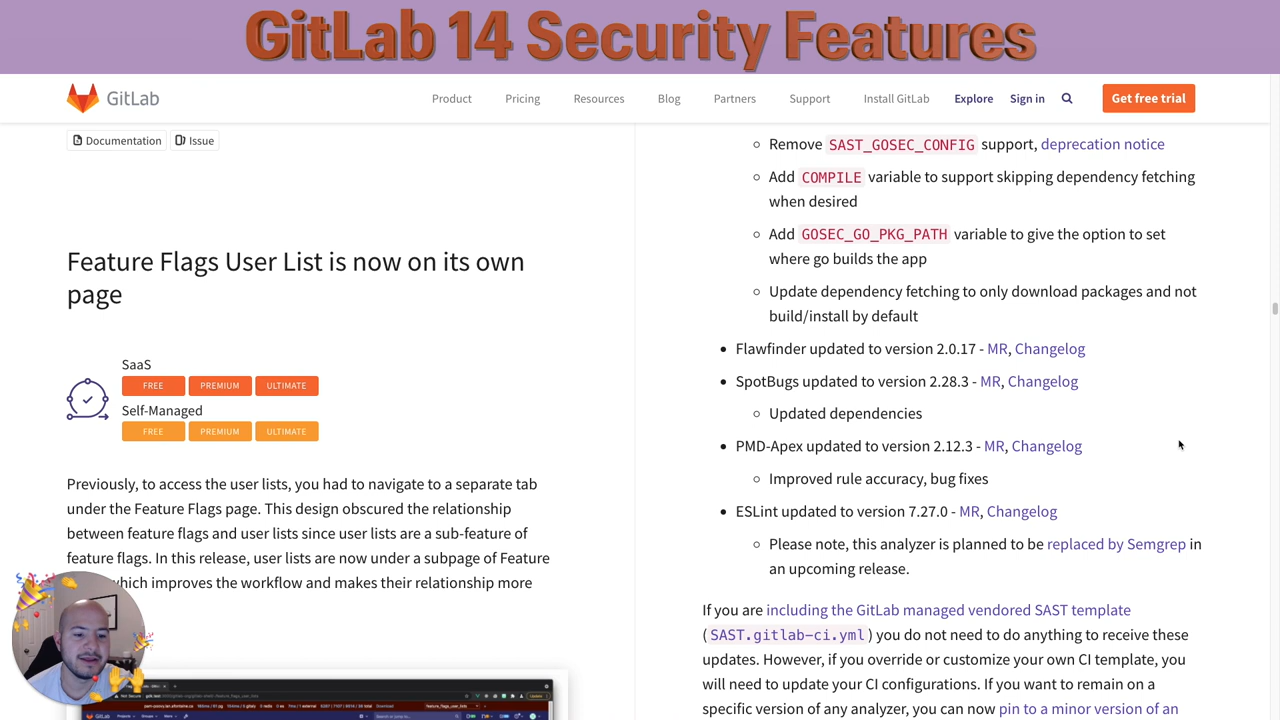 GitLab 14 Security Features
GitLab
Product
Pricing
Resources
Blog
Partners
Support
Install GitLab
Explore
Sign in
Get free trial
Documentation
Issue
Feature Flags User List is now on its own
page
SaaS
FREE
PREMIUM
ULTIMATE
Self-Managed
FREE
PREMIUM
ULTIMATE
Previously, to access the user lists, you had to navigate to a separate tab
under the Feature Flags page. This design obscured the relationship
between feature flags and user lists since user lists are a sub-feature of
feature flags. In this release, user lists are now under a subpage of Feature
which improves the workflow and makes their relationship more
Remove SAST_GOSEC_CONFIG support, deprecation notice
Add COMPILE variable to support skipping dependency fetching
when desired
Add GOSEC_GO_PKG_PATH variable to give the option to set
where go builds the app
Update dependency fetching to only download packages and not
build/install by default
Flawfinder updated to version 2.0.17 - MR, Changelog
SpotBugs updated to version 2.28.3 - MR, Changelog
Updated dependencies
PMD-Apex updated to version 2.12.3 - MR, Changelog
Improved rule accuracy, bug fixes
ESLint updated to version 7.27.0 - MR, Changelog
Please note, this analyzer is planned to be replaced by Semgrep in
an upcoming release.
If you are including the GitLab managed vendored SAST template
(SAST.gitlab-ci.yml) you do not need to do anything to receive these
updates. However if you override or customize your own CI template, you
will need to update your CI configurations. If you want to remain on a
specific version of any analyzer, you can now pin to a minor version of an